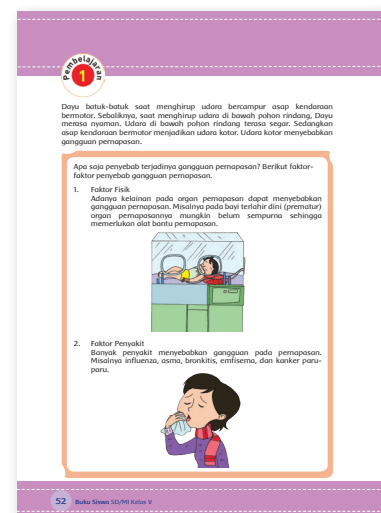 Pembelajaran
1
Dayu batuk-batuk saat menghirup udara bercampur asap kendaraan
bermotor. Sebaliknya, saat menghirup udara di bawah pohon rindang, Dayu
merasa nyaman. Udara di bawah pohon rindang terasa segar. Sedangkan
asap kendaraan bermotor menjadikan udara kotor. Udara kotor menyebabkan
gangguan pernapasan.
Apa saja penyebab terjadinya gangguan pernapasan? Berikut faktor-
faktor penyebab gangguan pernapasan.
1. Faktor Fisik
Adanya kelainan pada organ pernapasan dapat menyebabkan
gangguan pernapasan. Misalnya pada bayi terlahir dini (prematur)
organ pernapasannya mungkin belum sempurna sehingga
memerlukan alat bantu pernapasan.
2. Faktor Penyakit
Banyak penyakit menyebabkan gangguan pada pernapasan.
Misalnya influenza, asma, bronkitis, emfisema, dan kanker paru-
paru.
52 Buku Siswa SD/MI Kelas V